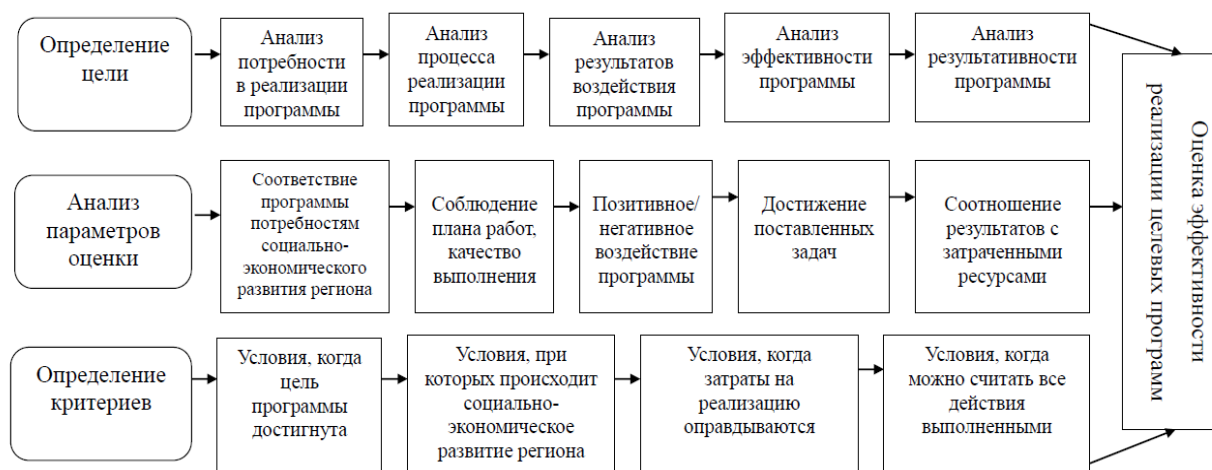 Определение
цели
Анализ
потребности
в реализации
программы
Анализ
процесса
реализации
программы
Анализ
результатов
воздействия
программы
Анализ
эффективности
программы
Анализ
результативности
программы
Анализ
параметров
оценки
Соответствие
программы
потребностям
социально-
экономического
развития региона
Соблюдение
плана работ,
качество
выполнения
Позитивное/
негативное
воздействие
программы
Достижение
поставленных
задач
Соотношение
результатов с
затраченными
ресурсами
Определение
критериев
Условия, когда
цель
программы
достигнута
Условия, при
которых происходит
социально-
экономическое
развитие региона
Условия, когда
затраты на
реализацию
оправдываются
Условия, когда
можно считать все
действия
выполненными
Оценка эффективности
реализации целевых программ